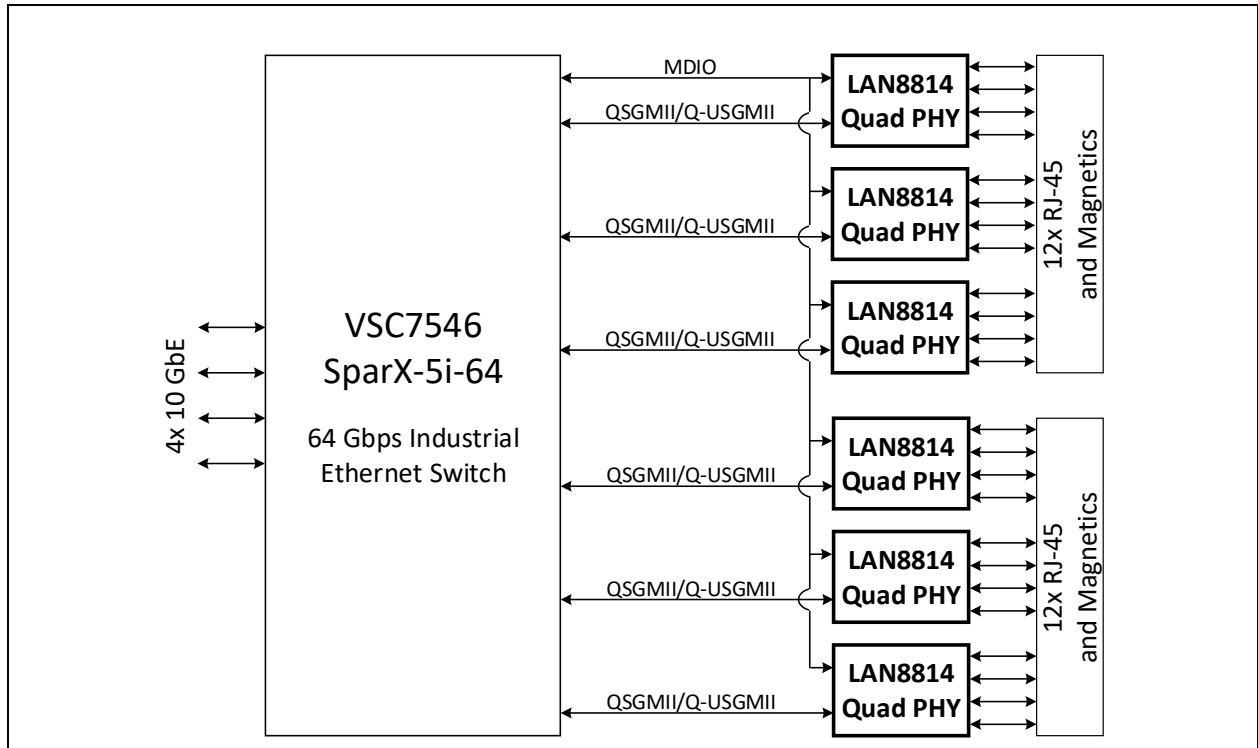 4x 10 GbE
VSC7546
SparX-5i-64
64 Gbps Industrial
Ethernet Switch
MDIO
QSGMII/Q-USGMII
QSGMII/Q-USGMII
QSGMII/Q-USGMII
QSGMII/Q-USGMII
QSGMII/Q-USGMII
QSGMII/Q-USGMII
LAN8814
Quad PHY
LAN8814
Quad PHY
LAN8814
Quad PHY
LAN8814
Quad PHY
LAN8814
Quad PHY
LAN8814
Quad PHY
12x RJ-45
and Magnetics
12x RJ-45
and Magnetics